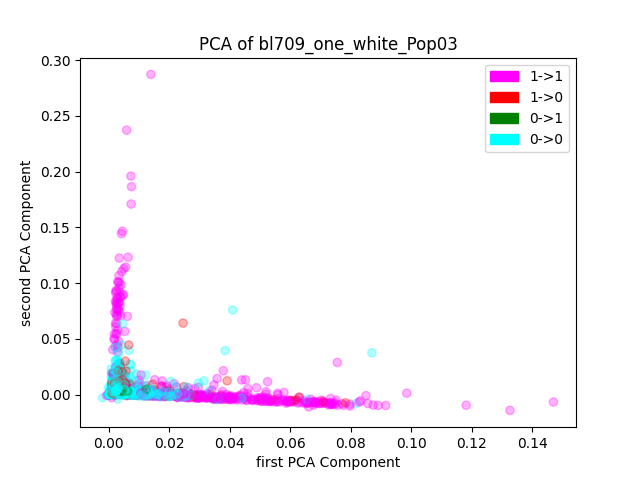 PCA of bl709_one_white_Pop03
0.30
0.25
0.20
0.15
0.10
0.05
0.00
second PCA Component
1->1
1->0
0->1
0->0
0.00 0.02 0.04 0.06 0.08 0.10 0.12 0.14
first PCA Component